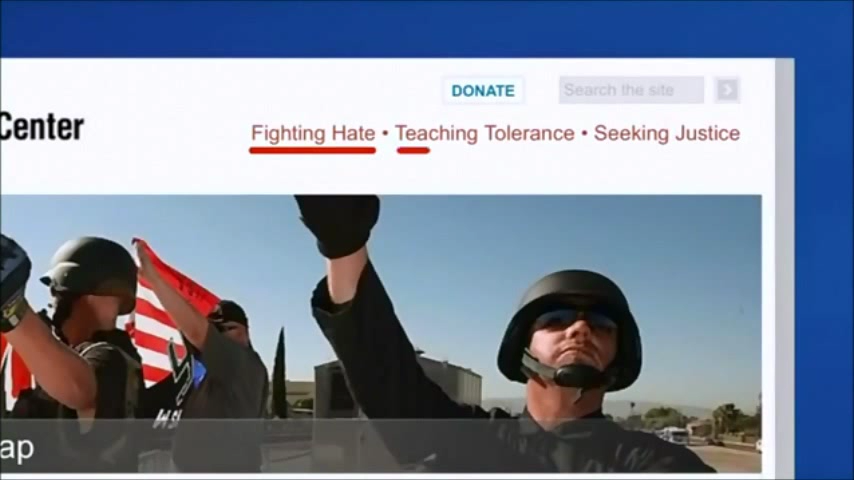 DONATE
Search the site
Center
Fighting Hate • Teaching Tolerance • Seeking Justice
ap